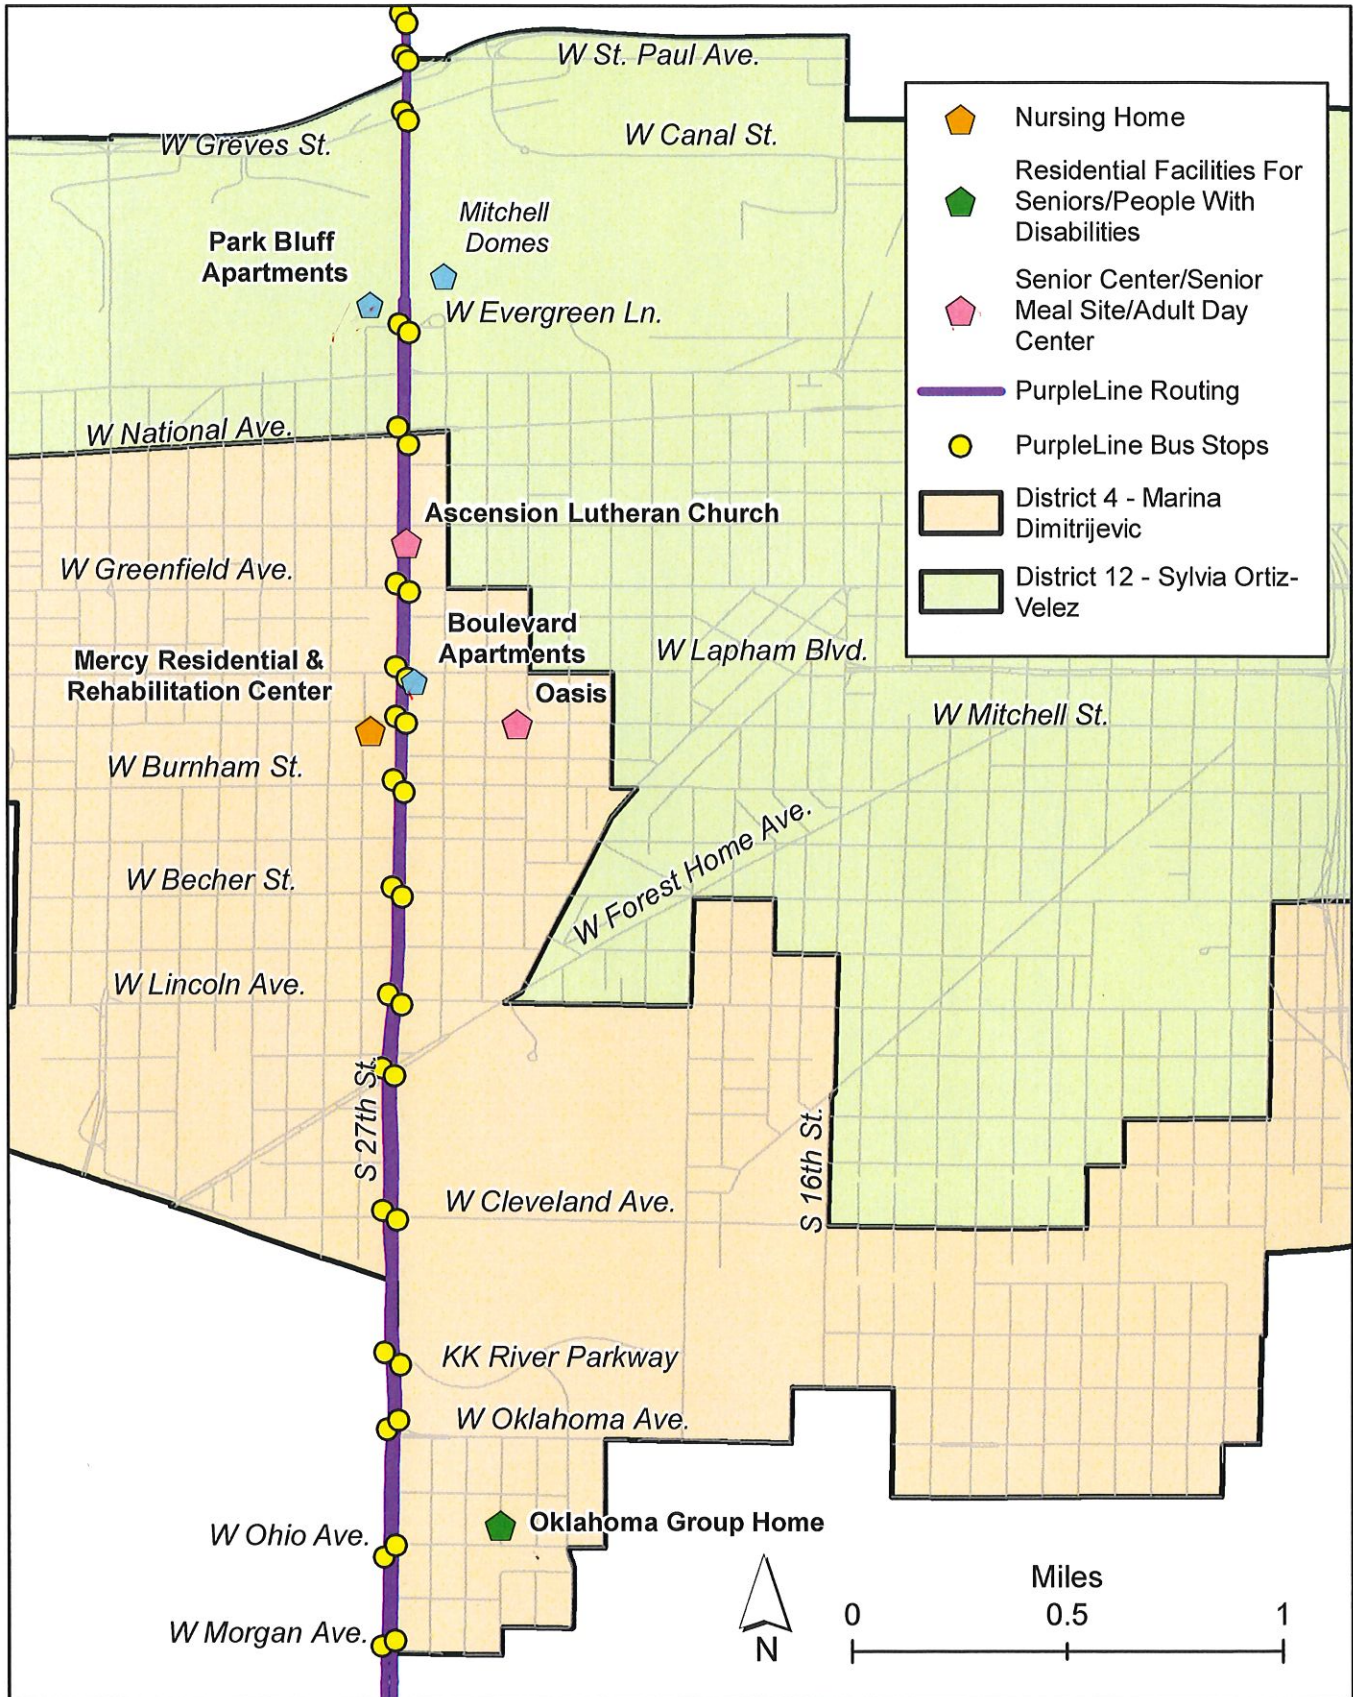 W St. Paul Ave.
W Canal St.
W Greves St.
Mitchell
Domes
Park Bluff
Apartments
W Evergreen Ln.
W National Ave.
Ascension Lutheran Church
W Greenfield Ave.
Boulevard
Apartments
W Lapham Blvd.
Mercy Residential &
Rehabilitation Center
Oasis
W Mitchell St.
W Burnham St.
W Forest Home Ave.
W Becher St.
W Lincoln Ave.
S 27th St.
S 16th St.
W Cleveland Ave.
KK River Parkway
W Oklahoma Ave.
Oklahoma Group Home
W Ohio Ave.
W Morgan Ave.
Nursing Home
Residential Facilities For
Seniors/People With
Disabilities
Senior Center/Senior
Meal Site/Adult Day
Center
PurpleLine Routing
PurpleLine Bus Stops
District 4 - Marina
Dimitrijevic
District 12 - Sylvia Ortiz-
Velez
N
Miles
0 0.5 1